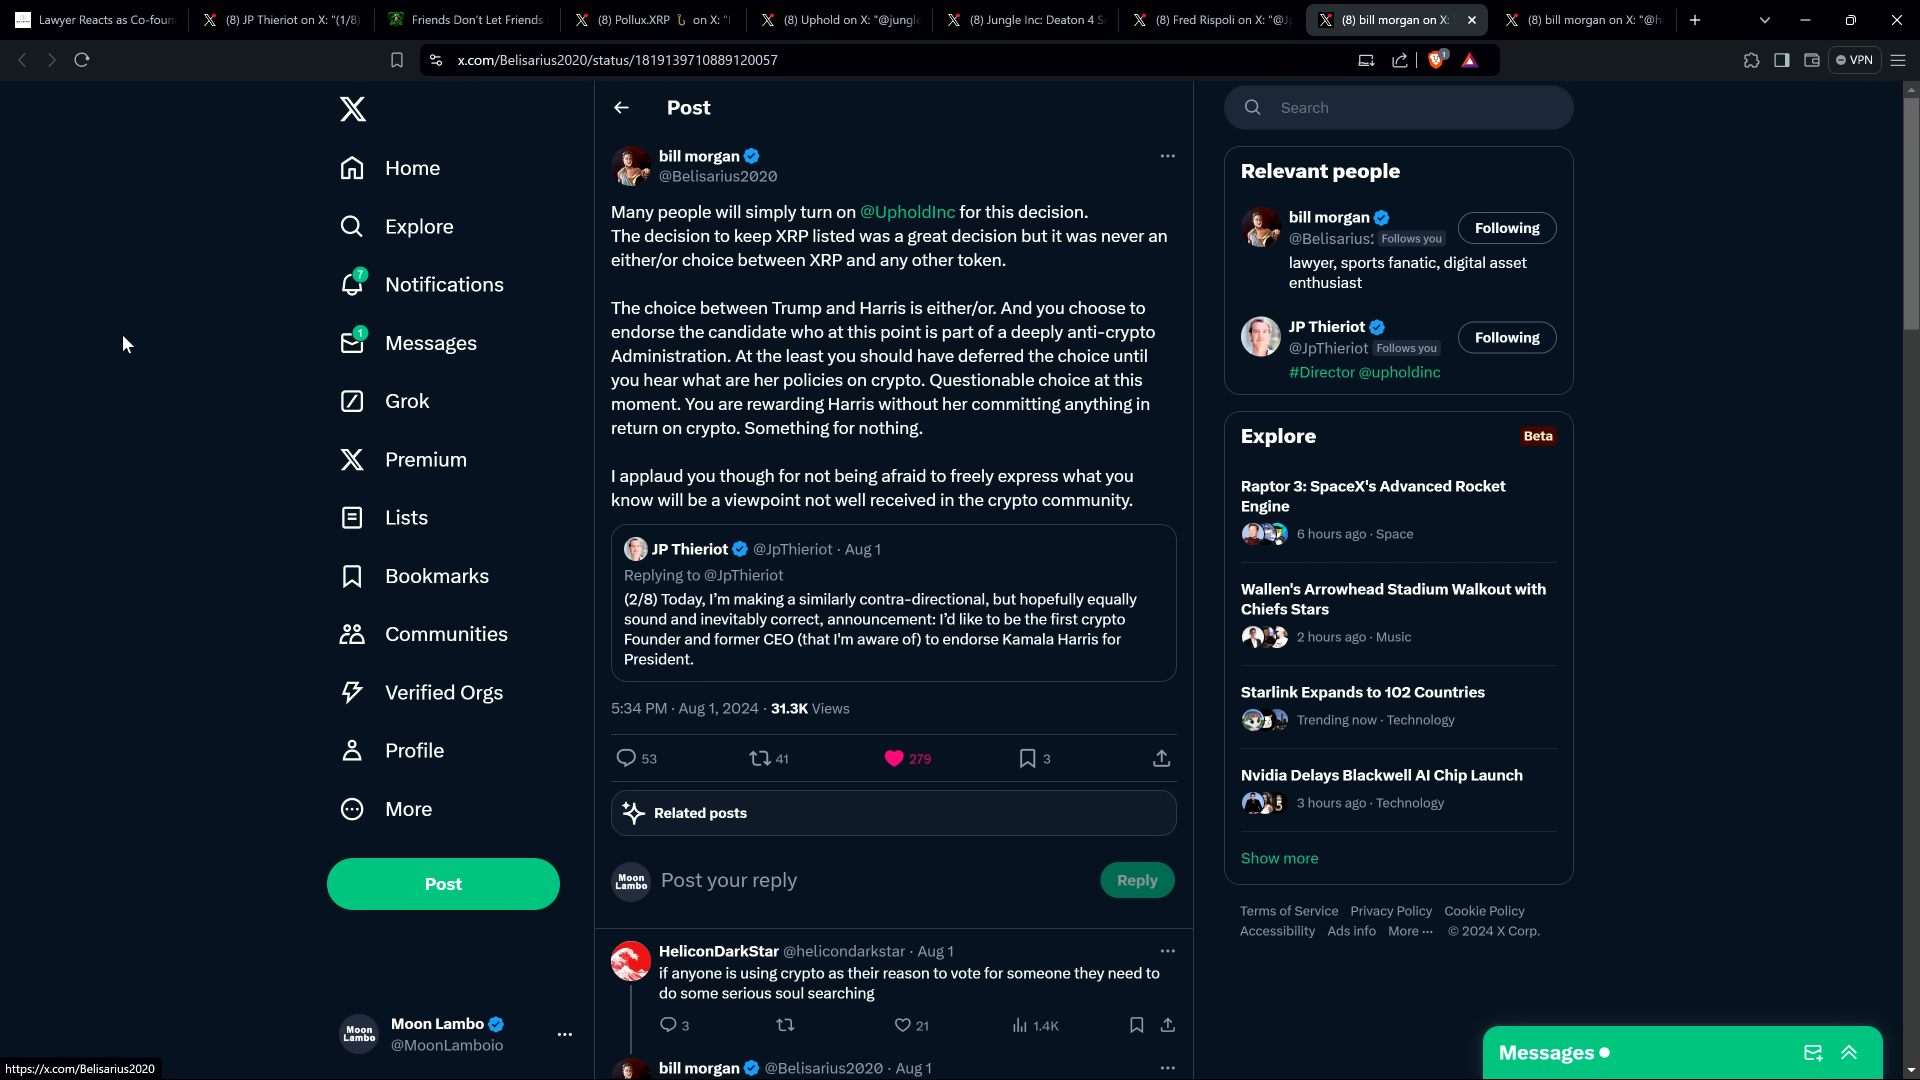 Lawyer Reacts as Co-foun
(8) JP Thieriot on X: "(1/8)
Friends Don't Let Friends
(8) Pollux.XRP on X: "
(8) Uphold on X: "@jungle
(8) Jungle Inc: Deaton 4 S
(8) Fred Rispoli on X: "@J
(8) bill morgan on X:
(8) bill morgan on X: "@h
x.com/Belisarius2020/status/1819139710889120057
1
VPN
Home
Explore
7
Notifications
1
Messages
Grok
Premium
Lists
Bookmarks
Communities
Verified Orgs
Profile
More
Post
Moon Lambo
Moon Lambo
@MoonLamboio
https://x.com/Belisarius2020
Post
bill morgan
@Belisarius2020
Many people will simply turn on @UpholdInc for this decision.
The decision to keep XRP listed was a great decision but it was never an
either/or choice between XRP and any other token.
The choice between Trump and Harris is either/or. And you choose to
endorse the candidate who at this point is part of a deeply anti-crypto
Administration. At the least you should have deferred the choice until
you hear what are her policies on crypto. Questionable choice at this
moment. You are rewarding Harris without her committing anything in
return on crypto. Something for nothing.
I applaud you though for not being afraid to freely express what you
know will be a viewpoint not well received in the crypto community.
JP Thieriot @JpThieriot · Aug 1
Replying to @JpThieriot
(2/8) Today, I'm making a similarly contra-directional, but hopefully equally
sound and inevitably correct, announcement: I'd like to be the first crypto
Founder and former CEO (that I'm aware of) to endorse Kamala Harris for
President.
5:34 PM · Aug 1, 2024 · 31.3K Views
53 41 279 3
Related posts
Moon Lambo
Post your reply
Reply
HeliconDarkStar @helicondarkstar · Aug 1
if anyone is using crypto as their reason to vote for someone they need to
do some serious soul searching
3 21 1.4K
bill morgan @Belisarius2020 · Aug 1
Search
Relevant people
bill morgan
@Belisarius2 Follows you
Following
lawyer, sports fanatic, digital asset
enthusiast
JP Thieriot
@JpThieriot Follows you
Following
#Director @upholdinc
Explore
Beta
Raptor 3: SpaceX's Advanced Rocket
Engine
6 hours ago · Space
Wallen's Arrowhead Stadium Walkout with
Chiefs Stars
2 hours ago · Music
Starlink Expands to 102 Countries
Trending now · Technology
Nvidia Delays Blackwell AI Chip Launch
3 hours ago · Technology
Show more
Terms of Service Privacy Policy Cookie Policy
Accessibility Ads info More ··· © 2024 X Corp.
Messages